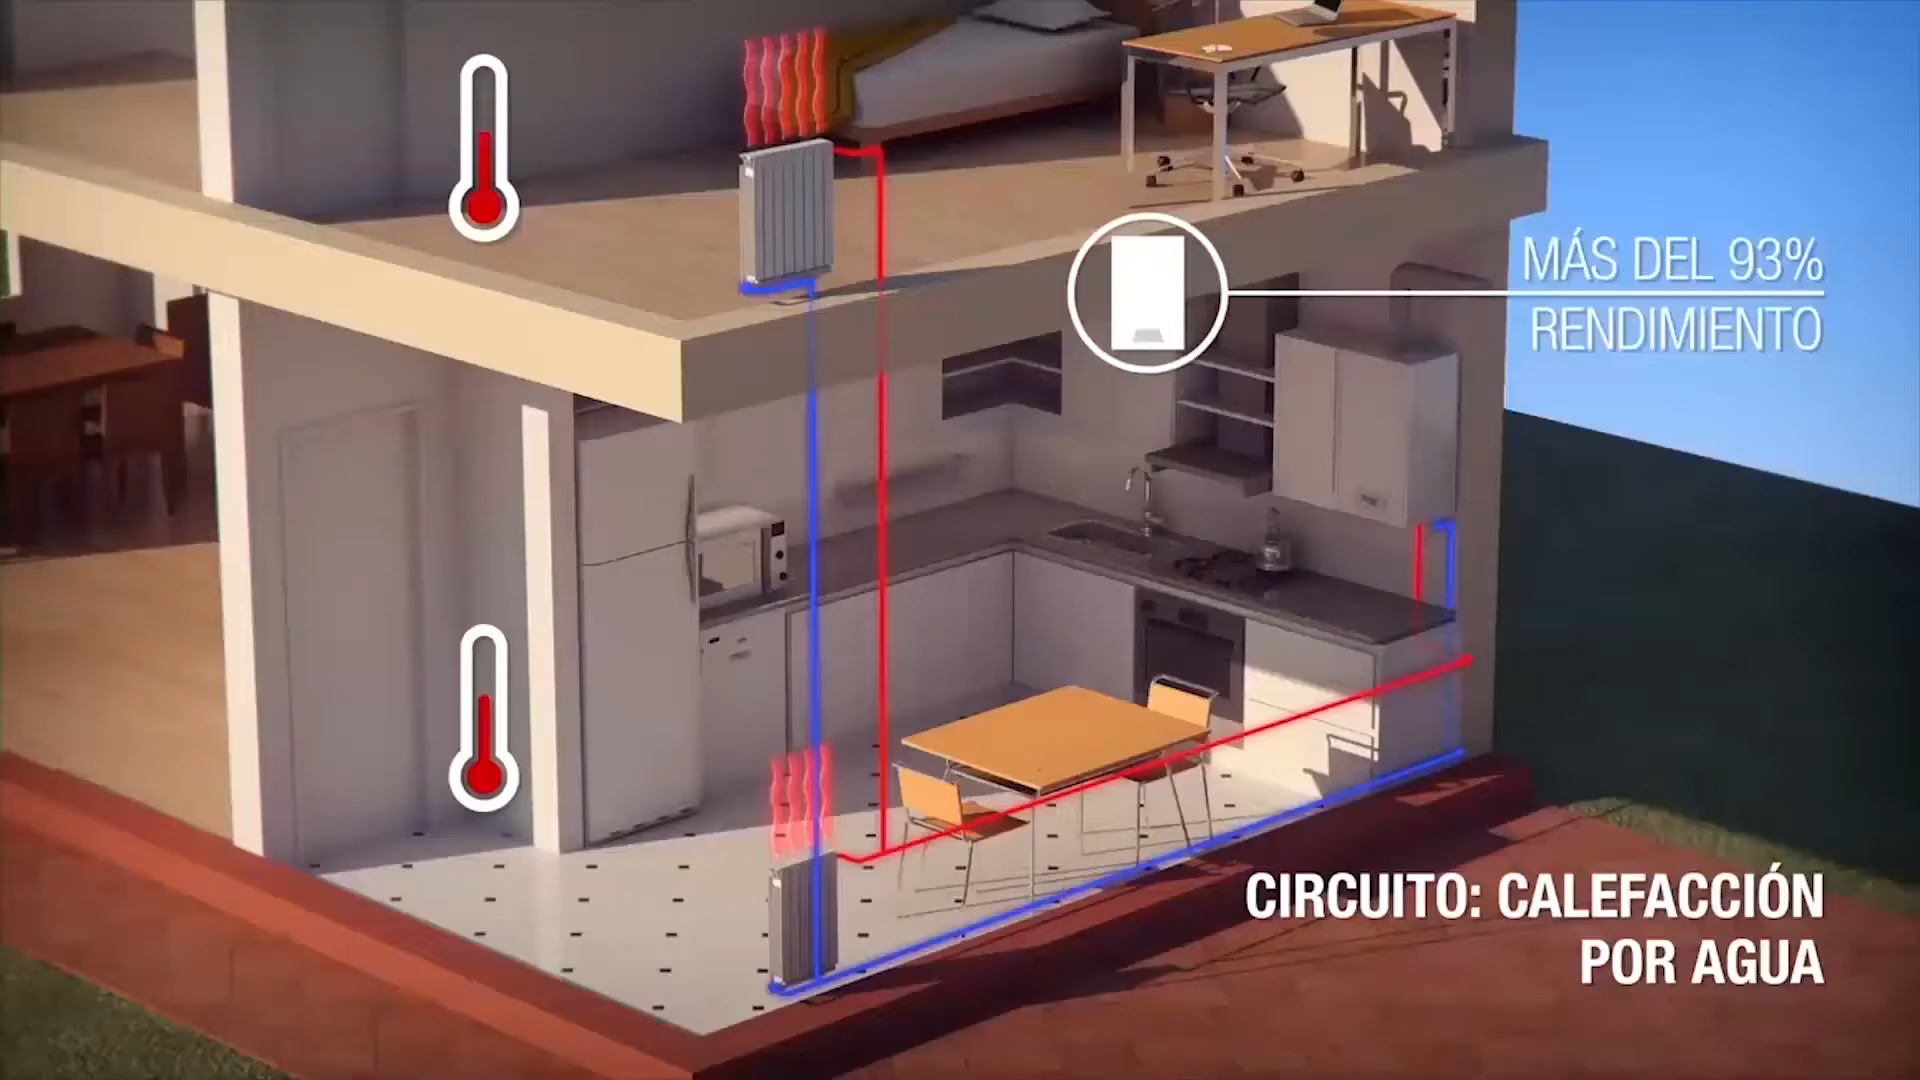 MÁS DEL 93%
RENDIMIENTO
CIRCUITO: CALEFACCIÓN
POR AGUA